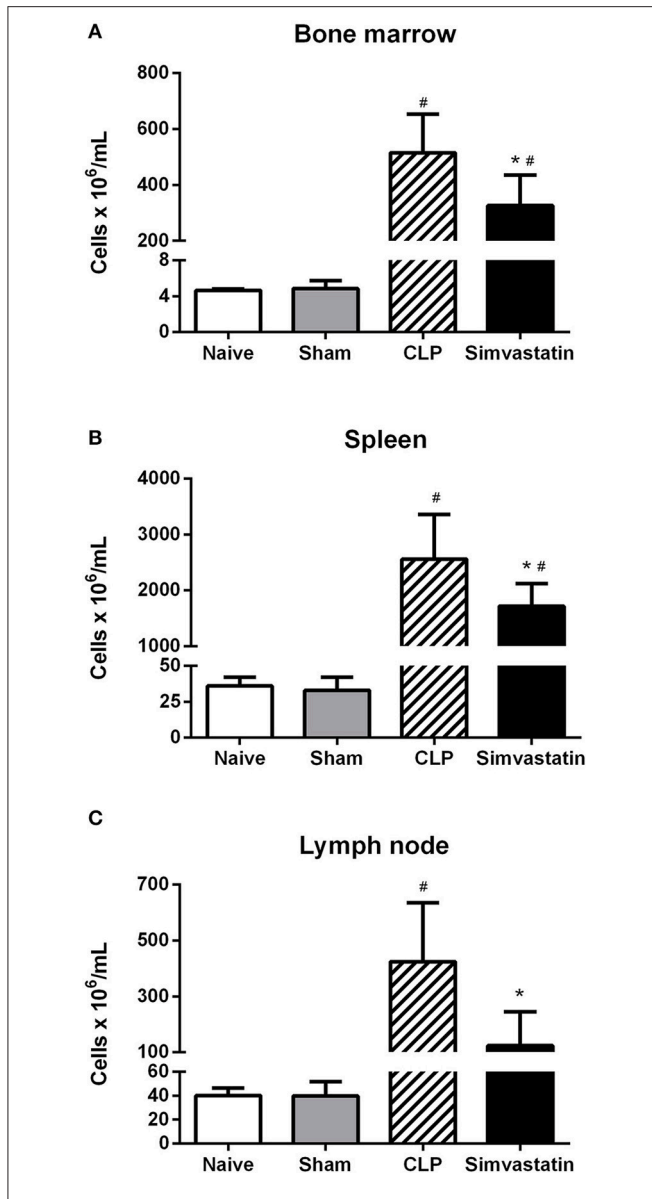 A
Bone marrow
Cells x 10⁶/mL
800
600
400
200
8
4
0
#
* #
Naive Sham CLP Simvastatin
B
Spleen
Cells x 10⁶/mL
4000
3000
2000
1000
50
25
0
#
* #
Naive Sham CLP Simvastatin
C
Lymph node
Cells x 10⁶/mL
700
500
300
100
60
40
20
0
#
*
Naive Sham CLP Simvastatin